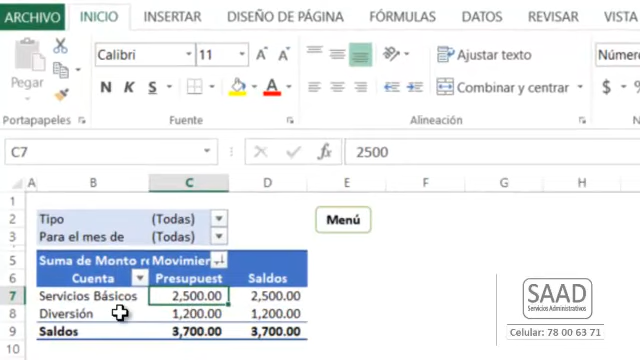 ARCHIVO INICIO INSERTAR DISEÑO DE PÁGINA FÓRMULAS DATOS REVISAR VISTA
Pegar
Calibri 11
N K S
Ajustar texto
Combinar y centrar
Número
$ %
Portapapeles Fuente Alineación
C7 fx 2500
A B C D E F G H
1
2 Tipo (Todas) Menú
3 Para el mes de (Todas)
5 Suma de Monto re Movimier
6 Cuenta Presupuest Saldos
7 Servicios Básicos 2,500.00 2,500.00
8 Diversión 1,200.00 1,200.00
9 Saldos 3,700.00 3,700.00
10
SAAD
Servicios Administrativos
Celular: 78 00 63 71